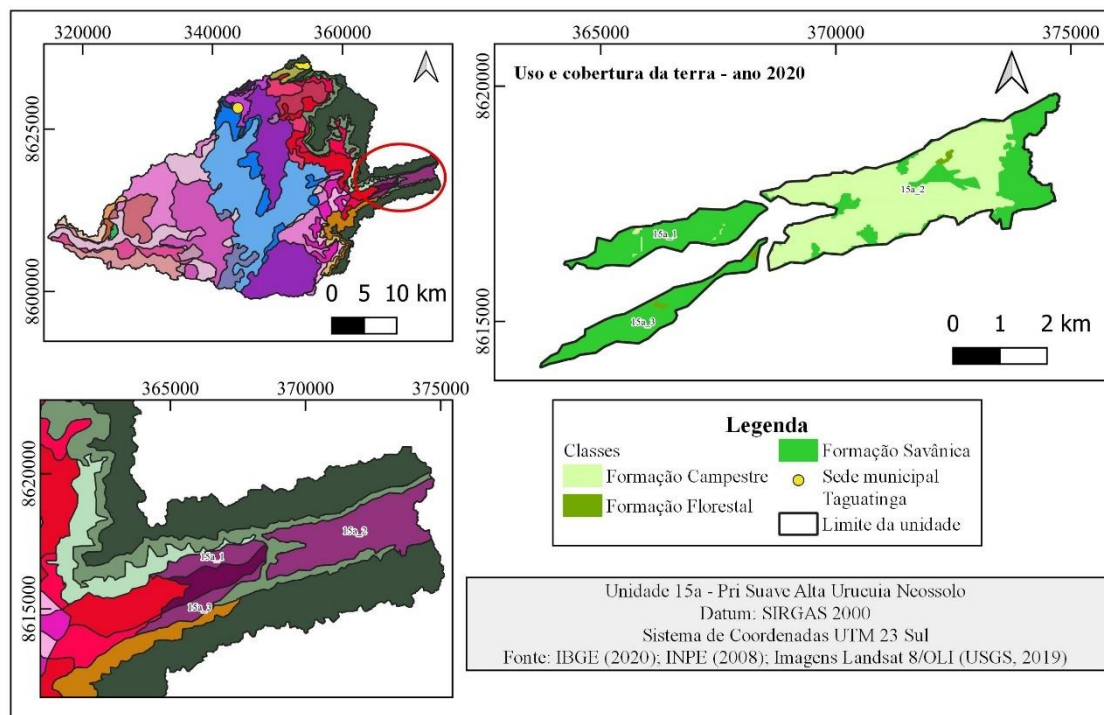 320000 340000 360000
8625000
8600000
0 5 10 km
365000 370000 375000
8620000
8615000
Uso e cobertura da terra - ano 2020
15a_1
15a_2
15a_3
0 1 2 km
365000 370000 375000
8620000
8615000
15a_1
15a_2
15a_3
Legenda
Classes
Formação Campestre
Formação Florestal
Formação Savânica
Sede municipal
Taguatinga
Limite da unidade
Unidade 15a - Pri Suave Alta Urucuia Neossolo
Datum: SIRGAS 2000
Sistema de Coordenadas UTM 23 Sul
Fonte: IBGE (2020); INPE (2008); Imagens Landsat 8/OLI (USGS, 2019)